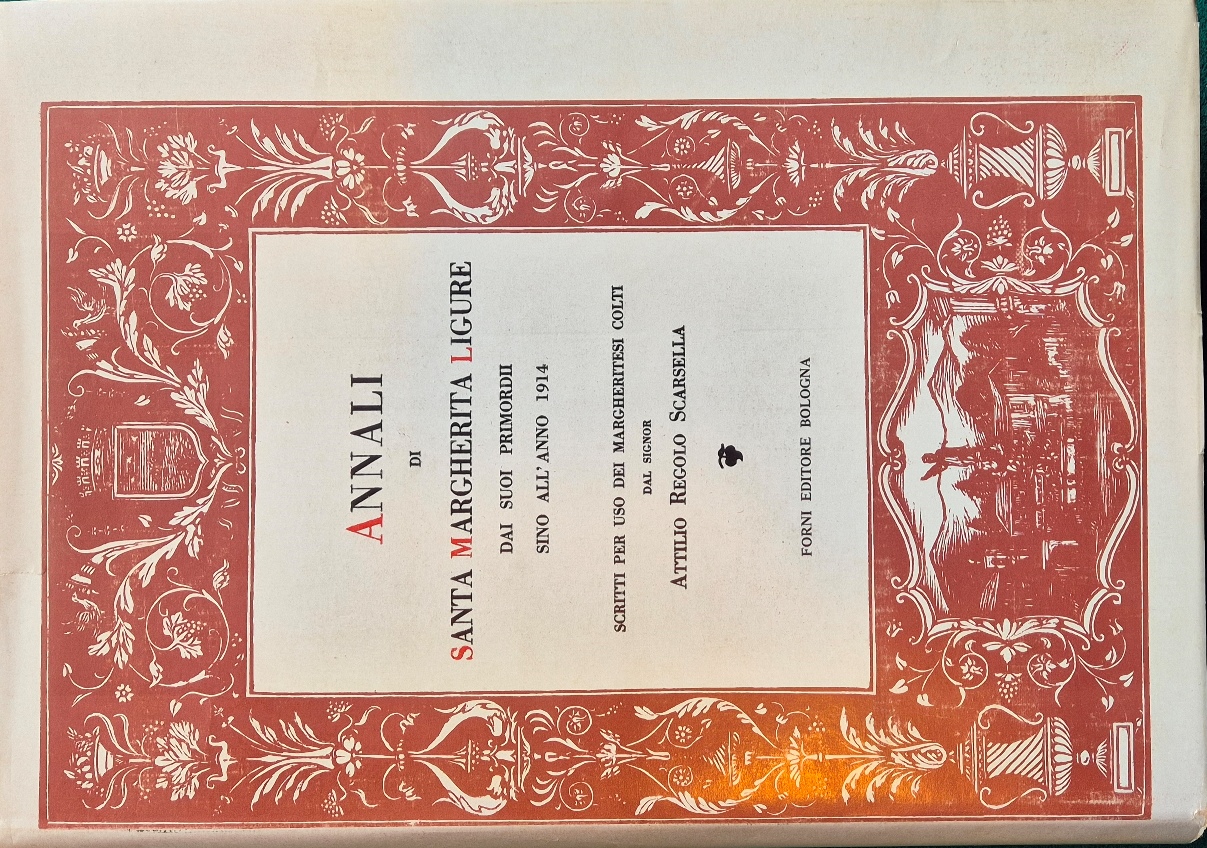 ANNALI
DI
SANTA MARGHERITA LIGURE
DAI SUOI PRIMORDII
SINO ALL'ANNO 1914
SCRITTI PER USO DEI MARGHERITESI COLTI
DAL SIGNOR
ATTILIO REGOLO SCARSELLA
FORNI EDITORE BOLOGNA